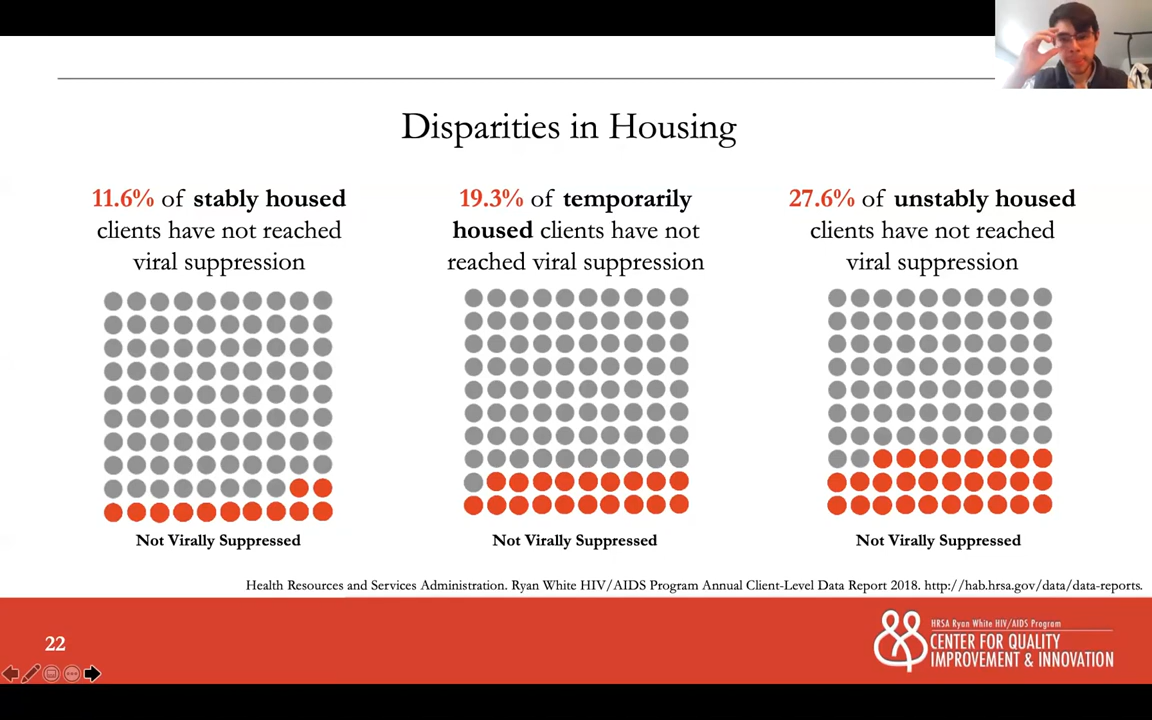 Disparities in Housing
11.6% of stably housed
clients have not reached
viral suppression
19.3% of temporarily
housed clients have not
reached viral suppression
27.6% of unstably housed
clients have not reached
viral suppression
Not Virally Suppressed
Not Virally Suppressed
Not Virally Suppressed
Health Resources and Services Administration. Ryan White HIV/AIDS Program Annual Client-Level Data Report 2018. http://hab.hrsa.gov/data/data-reports.
22
HRSA Ryan White HIV/AIDS Program
CENTER FOR QUALITY
IMPROVEMENT & INNOVATION